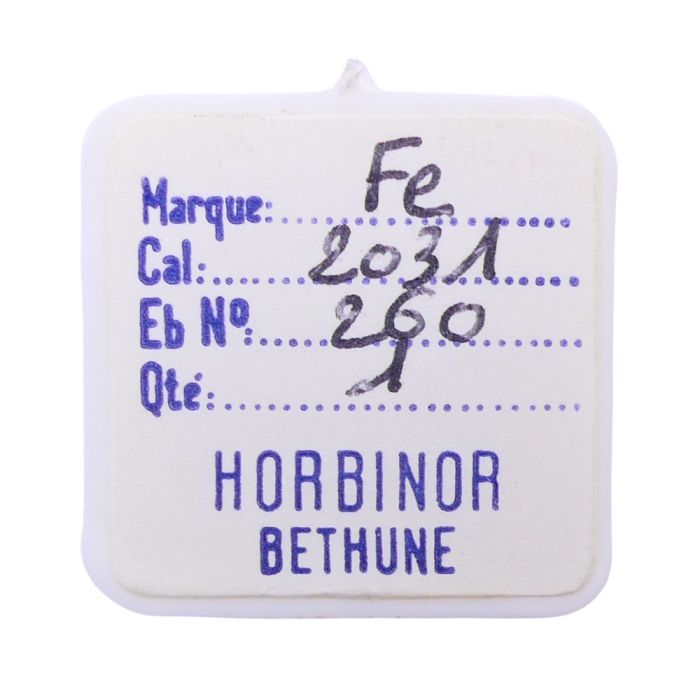 Marque: Fe
Cal: 2031
Eb Nº: 260
Qté: 1
HORBINOR
BETHUNE